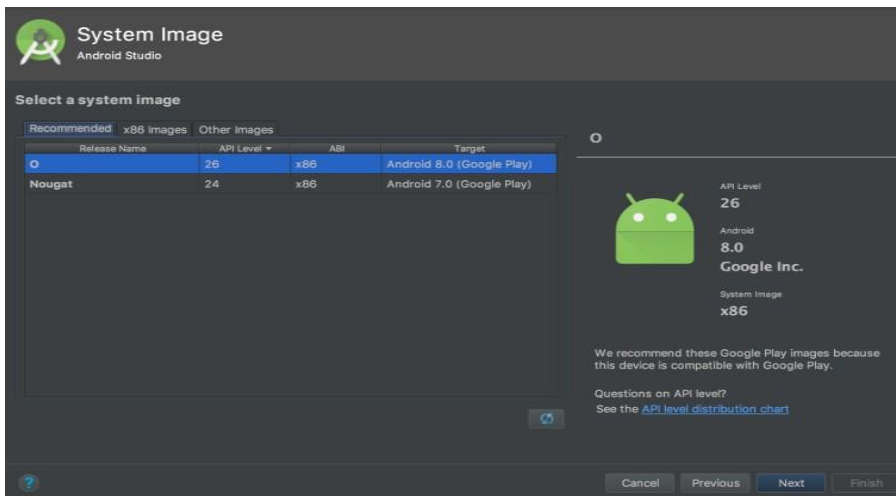 System Image
Android Studio
Select a system image
Recommended x86 Images Other Images
Release Name API Level ABI Target
O 26 x86 Android 8.0 (Google Play)
Nougat 24 x86 Android 7.0 (Google Play)
O
API Level
26
Android
8.0
Google Inc.
System Image
x86
We recommend these Google Play images because
this device is compatible with Google Play.
Questions on API level?
See the API level distribution chart
? Cancel Previous Next Finish